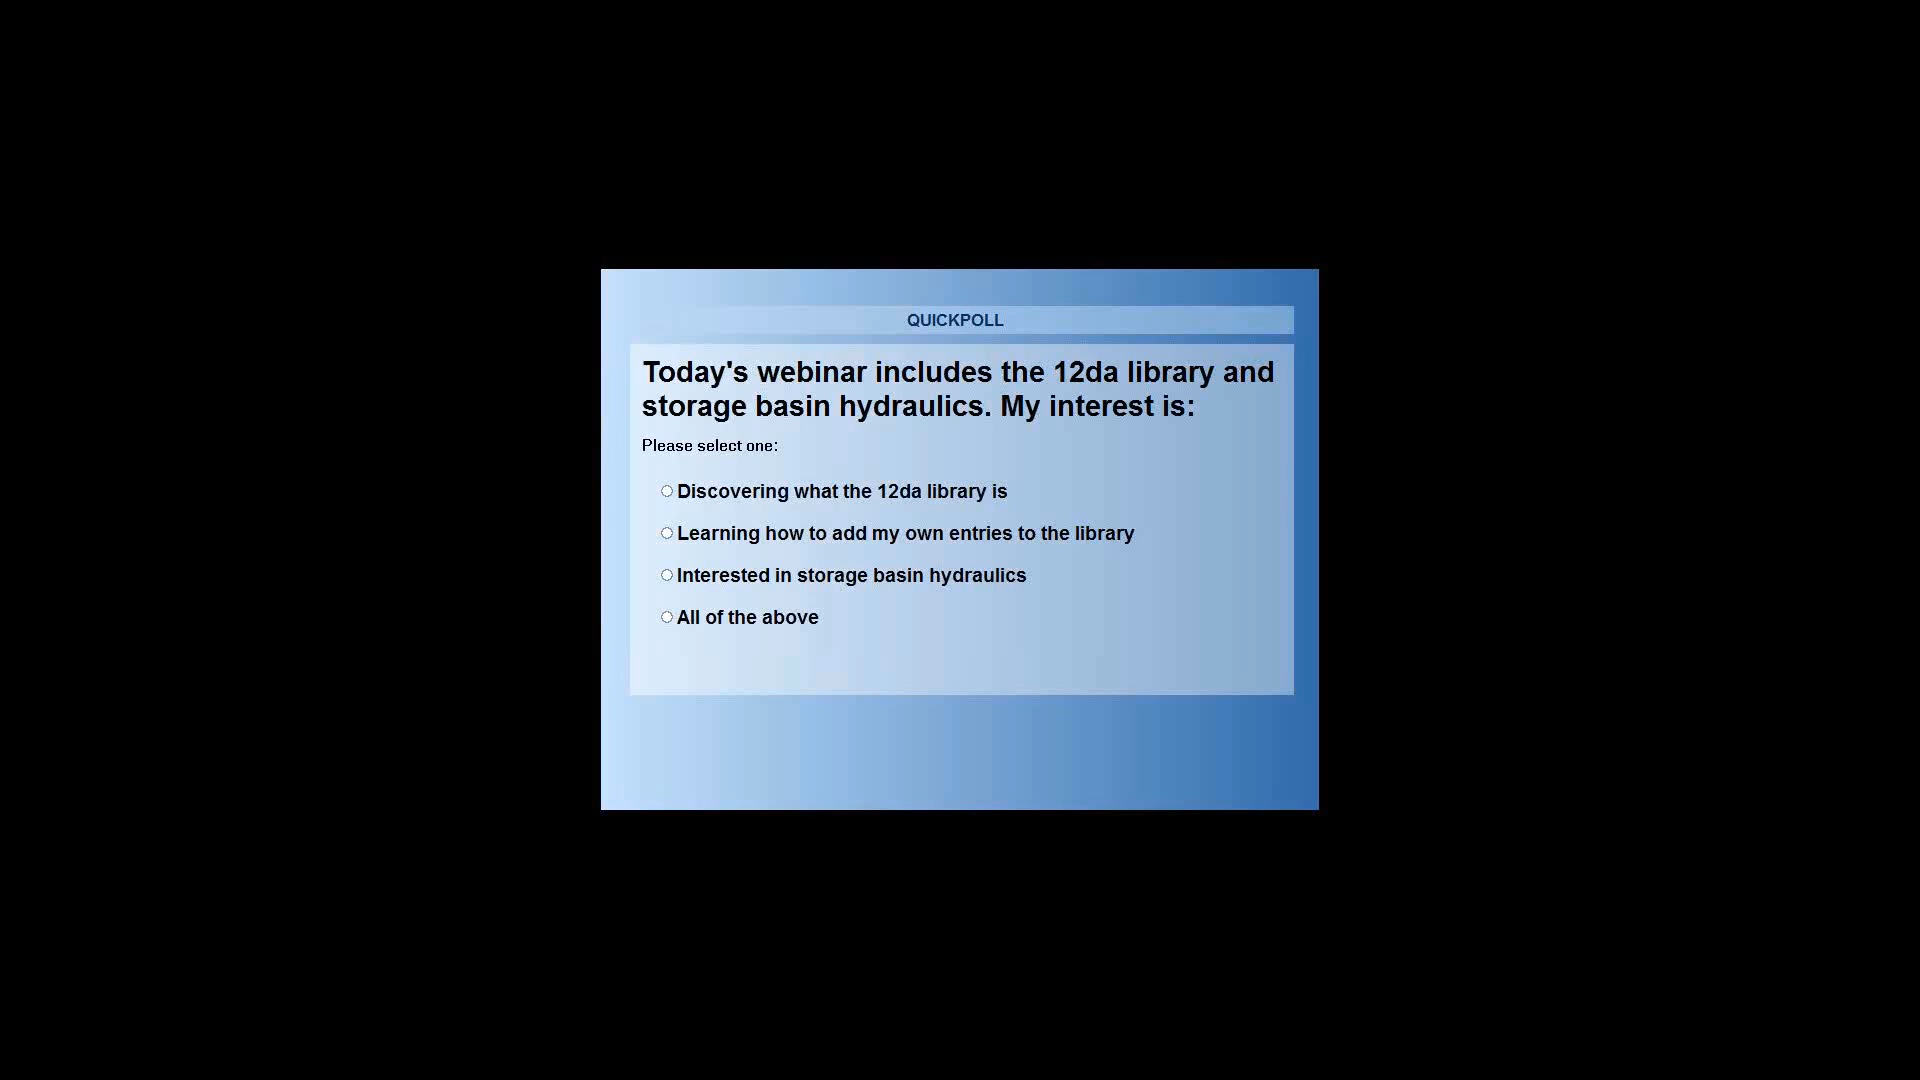 QUICKPOLL
Today's webinar includes the 12da library and
storage basin hydraulics. My interest is:
Please select one:
Discovering what the 12da library is
Learning how to add my own entries to the library
Interested in storage basin hydraulics
All of the above